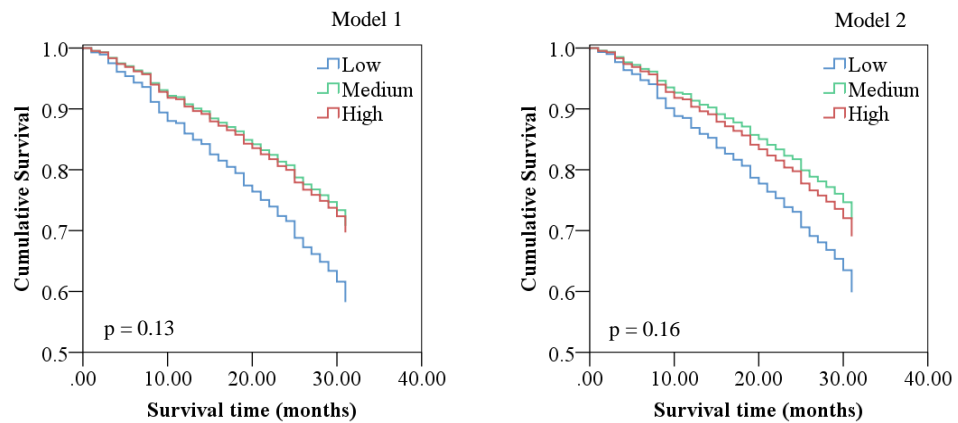 Model 1
Low
Medium
High
Cumulative Survival
1.0
0.9
0.8
0.7
0.6
0.5
p = 0.13
.00 10.00 20.00 30.00 40.00
Survival time (months)
Model 2
Low
Medium
High
Cumulative Survival
1.0
0.9
0.8
0.7
0.6
0.5
p = 0.16
.00 10.00 20.00 30.00 40.00
Survival time (months)